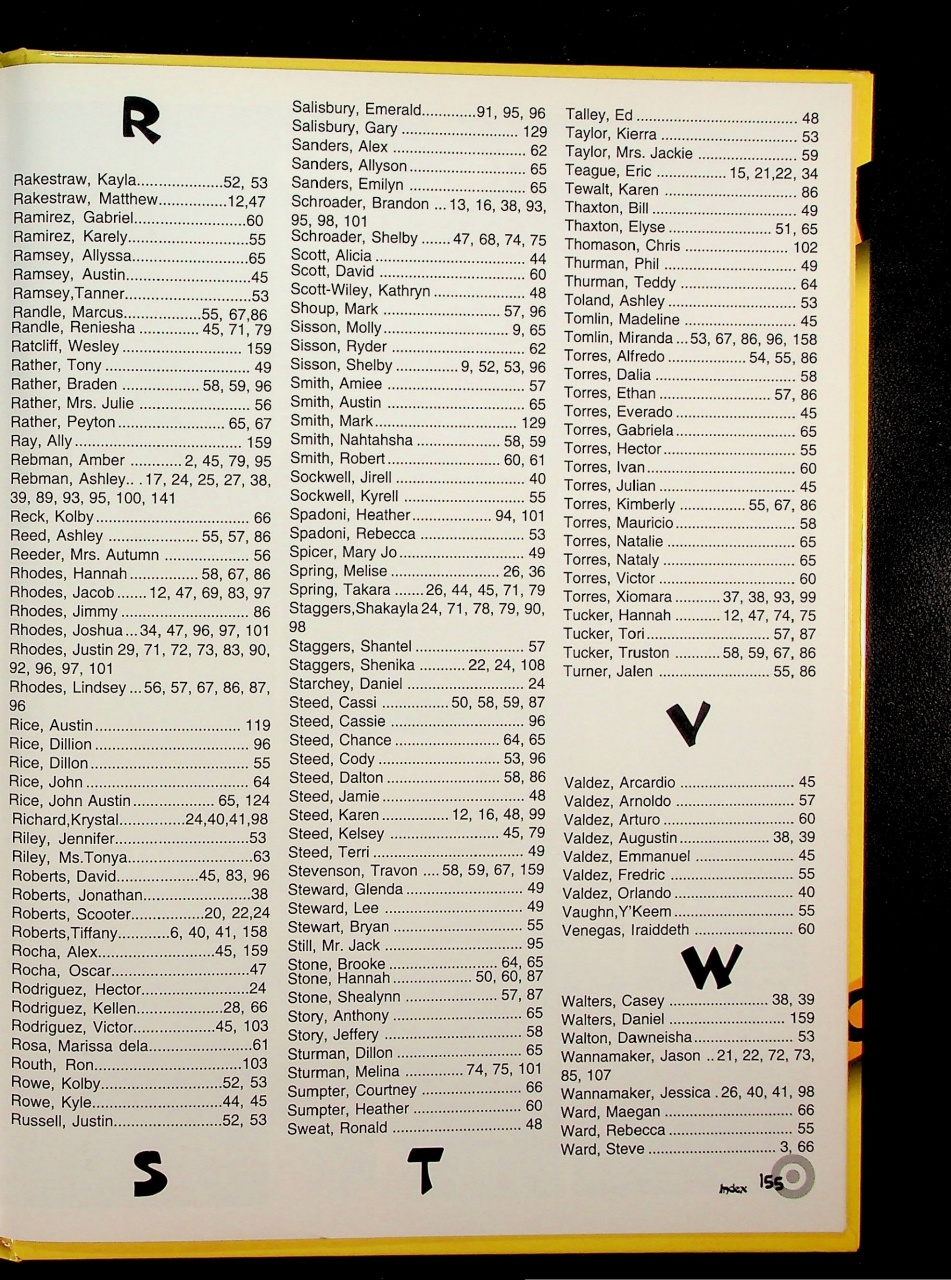 R
Rakestraw, Kayla......................52, 53
Rakestraw, Matthew..................12,47
Ramirez, Gabriel.............................60
Ramirez, Karely...............................55
Ramsey, Allyssa..............................65
Ramsey, Austin................................45
Ramsey,Tanner.................................53
Randle, Marcus......................55, 67,86
Randle, Reniesha ............... 45, 71, 79
Ratcliff, Wesley ............................... 159
Rather, Tony ..................................... 49
Rather, Braden ..................... 58, 59, 96
Rather, Mrs. Julie ............................ 56
Rather, Peyton ........................... 65, 67
Ray, Ally ........................................... 159
Rebman, Amber ............2, 45, 79, 95
Rebman, Ashley.. .17, 24, 25, 27, 38,
39, 89, 93, 95, 100, 141
Reck, Kolby ....................................... 66
Reed, Ashley ........................ 55, 57, 86
Reeder, Mrs. Autumn ...................... 56
Rhodes, Hannah .................. 58, 67, 86
Rhodes, Jacob ....... 12, 47, 69, 83, 97
Rhodes, Jimmy ................................. 86
Rhodes, Joshua ...34, 47, 96, 97, 101
Rhodes, Justin 29, 71, 72, 73, 83, 90,
92, 96, 97, 101
Rhodes, Lindsey ...56, 57, 67, 86, 87,
96
Rice, Austin ..................................... 119
Rice, Dillion ....................................... 96
Rice, Dillon ........................................ 55
Rice, John ......................................... 64
Rice, John Austin ..................... 65, 124
Richard,Krystal................24,40,41,98
Riley, Jennifer...................................53
Riley, Ms.Tonya................................63
Roberts, David.....................45, 83, 96
Roberts, Jonathan............................38
Roberts, Scooter.....................20, 22,24
Roberts,Tiffany.............6, 40, 41, 158
Rocha, Alex.............................45, 159
Rocha, Oscar...................................47
Rodriguez, Hector............................24
Rodriguez, Kellen.......................28, 66
Rodriguez, Victor......................45, 103
Rosa, Marissa dela...........................61
Routh, Ron......................................103
Rowe, Kolby.................................52, 53
Rowe, Kyle...................................44, 45
Russell, Justin..............................52, 53
S
Salisbury, Emerald..............91, 95, 96
Salisbury, Gary ............................... 129
Sanders, Alex ................................... 62
Sanders, Allyson ............................... 65
Sanders, Emilyn ................................ 65
Schroader, Brandon ... 13, 16, 38, 93,
95, 98, 101
Schroader, Shelby ....... 47, 68, 74, 75
Scott, Alicia ....................................... 44
Scott, David ...................................... 60
Scott-Wiley, Kathryn ......................... 48
Shoup, Mark .............................. 57, 96
Sisson, Molly ................................ 9, 65
Sisson, Ryder ................................... 62
Sisson, Shelby ................. 9, 52, 53, 96
Smith, Amiee .................................... 57
Smith, Austin .................................... 65
Smith, Mark..................................... 129
Smith, Nahtahsha ...................... 58, 59
Smith, Robert ............................. 60, 61
Sockwell, Jirell .................................. 40
Sockwell, Kyrell ................................ 55
Spadoni, Heather..................... 94, 101
Spadoni, Rebecca ............................ 53
Spicer, Mary Jo ................................. 49
Spring, Melise ............................ 26, 36
Spring, Takara .......26, 44, 45, 71, 79
Staggers,Shakayla 24, 71, 78, 79, 90,
98
Staggers, Shantel ............................. 57
Staggers, Shenika ........... 22, 24, 108
Starchey, Daniel ............................... 24
Steed, Cassi ................. 50, 58, 59, 87
Steed, Cassie ................................... 96
Steed, Chance ........................... 64, 65
Steed, Cody ............................... 53, 96
Steed, Dalton ............................. 58, 86
Steed, Jamie .................................... 48
Steed, Karen ................. 12, 16, 48, 99
Steed, Kelsey ............................ 45, 79
Steed, Terri ....................................... 49
Stevenson, Travon ....58, 59, 67, 159
Steward, Glenda ............................... 49
Steward, Lee .................................... 49
Stewart, Bryan .................................. 55
Still, Mr. Jack .................................... 95
Stone, Brooke ............................ 64, 65
Stone, Hannah .................... 50, 60, 87
Stone, Shealynn ........................ 57, 87
Story, Anthony .................................. 65
Story, Jeffery .................................... 58
Sturman, Dillon ................................. 65
Sturman, Melina ................ 74, 75, 101
Sumpter, Courtney ........................... 66
Sumpter, Heather ............................. 60
Sweat, Ronald .................................. 48
T
Talley, Ed .......................................... 48
Taylor, Kierra .................................... 53
Taylor, Mrs. Jackie ........................... 59
Teague, Eric ................ 15, 21,22, 34
Tewalt, Karen ................................... 86
Thaxton, Bill ...................................... 49
Thaxton, Elyse ........................... 51, 65
Thomason, Chris ............................ 102
Thurman, Phil ................................... 49
Thurman, Teddy ............................... 64
Toland, Ashley .................................. 53
Tomlin, Madeline .............................. 45
Tomlin, Miranda ...53, 67, 86, 96, 158
Torres, Alfredo ..................... 54, 55, 86
Torres, Dalia ..................................... 58
Torres, Ethan ............................. 57, 86
Torres, Everado ................................ 45
Torres, Gabriela ................................ 65
Torres, Hector ................................... 55
Torres, Ivan ....................................... 60
Torres, Julian .................................... 45
Torres, Kimberly .................. 55, 67, 86
Torres, Mauricio ................................ 58
Torres, Natalie .................................. 65
Torres, Nataly ................................... 65
Torres, Victor .................................... 60
Torres, Xiomara ............ 37, 38, 93, 99
Tucker, Hannah ........... 12, 47, 74, 75
Tucker, Tori ................................ 57, 87
Tucker, Truston ..........58, 59, 67, 86
Turner, Jalen .............................. 55, 86
V
Valdez, Arcardio ............................... 45
Valdez, Arnoldo ................................ 57
Valdez, Arturo ................................... 60
Valdez, Augustin ....................... 38, 39
Valdez, Emmanuel ........................... 45
Valdez, Fredric ................................. 55
Valdez, Orlando ................................ 40
Vaughn,Y'Keem ................................ 55
Venegas, Iraiddeth ........................... 60
W
Walters, Casey .......................... 38, 39
Walters, Daniel ............................... 159
Walton, Dawneisha ........................... 53
Wannamaker, Jason ..21, 22, 72, 73,
85, 107
Wannamaker, Jessica .26, 40, 41, 98
Ward, Maegan .................................. 66
Ward, Rebecca ................................. 55
Ward, Steve ................................. 3, 66
Index 155